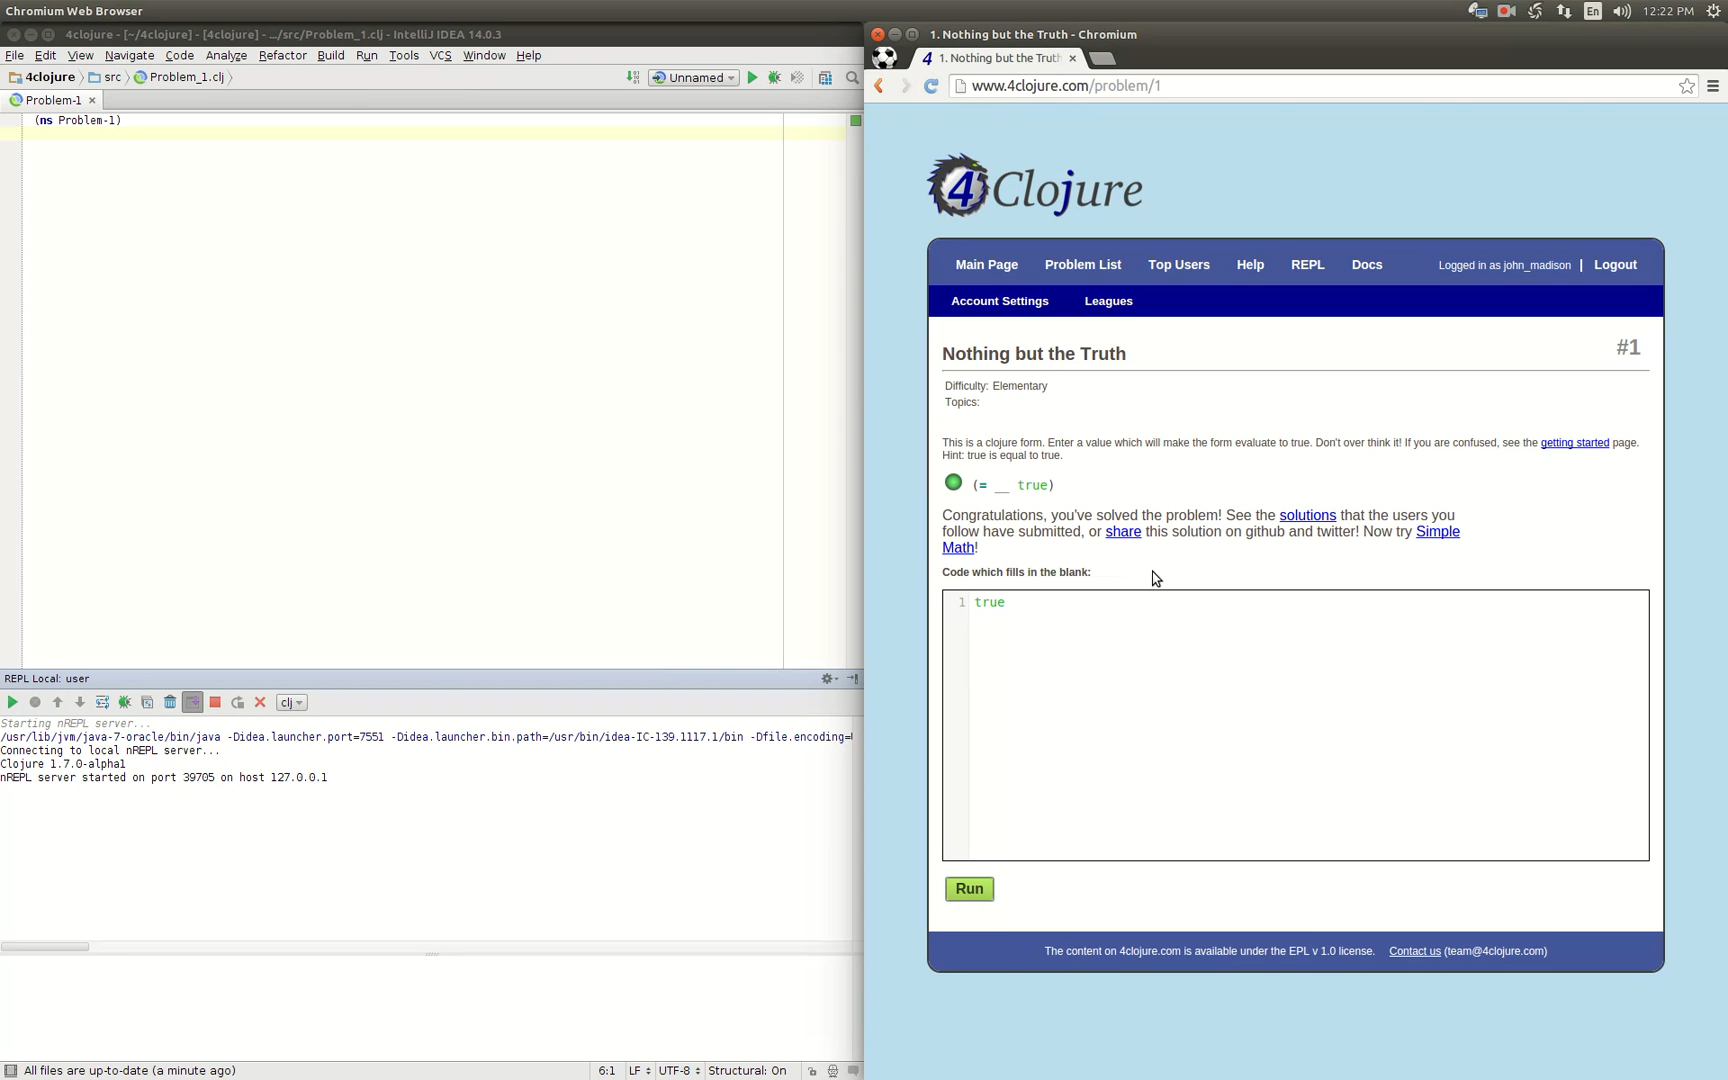 Chromium Web Browser
En 12:22 PM
4clojure - [~/4clojure] - [4clojure] - .../src/Problem_1.clj - IntelliJ IDEA 14.0.3
File Edit View Navigate Code Analyze Refactor Build Run Tools VCS Window Help
4clojure src Problem_1.clj Unnamed
Problem-1
(ns Problem-1)
REPL Local: user
clj
Starting nREPL server...
/usr/lib/jvm/java-7-oracle/bin/java -Didea.launcher.port=7551 -Didea.launcher.bin.path=/usr/bin/idea-IC-139.1117.1/bin -Dfile.encoding=
Connecting to local nREPL server...
Clojure 1.7.0-alpha1
nREPL server started on port 39705 on host 127.0.0.1
All files are up-to-date (a minute ago) 6:1 LF UTF-8 Structural: On
1. Nothing but the Truth - Chromium
4 1. Nothing but the Truth
www.4clojure.com/problem/1
4Clojure
Main Page Problem List Top Users Help REPL Docs Logged in as john_madison | Logout
Account Settings Leagues
Nothing but the Truth #1
Difficulty: Elementary
Topics:
This is a clojure form. Enter a value which will make the form evaluate to true. Don't over think it! If you are confused, see the getting started page.
Hint: true is equal to true.
(= __ true)
Congratulations, you've solved the problem! See the solutions that the users you
follow have submitted, or share this solution on github and twitter! Now try Simple
Math!
Code which fills in the blank:
1 true
Run
The content on 4clojure.com is available under the EPL v 1.0 license. Contact us (team@4clojure.com)